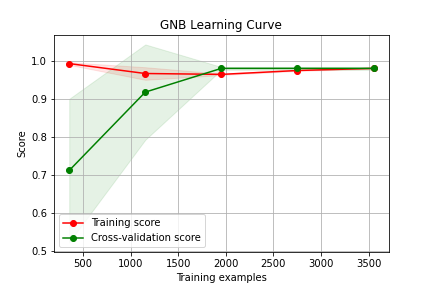 GNB Learning Curve
Score
1.0
0.9
0.8
0.7
0.6
0.5
Training score
Cross-validation score
500 1000 1500 2000 2500 3000 3500
Training examples